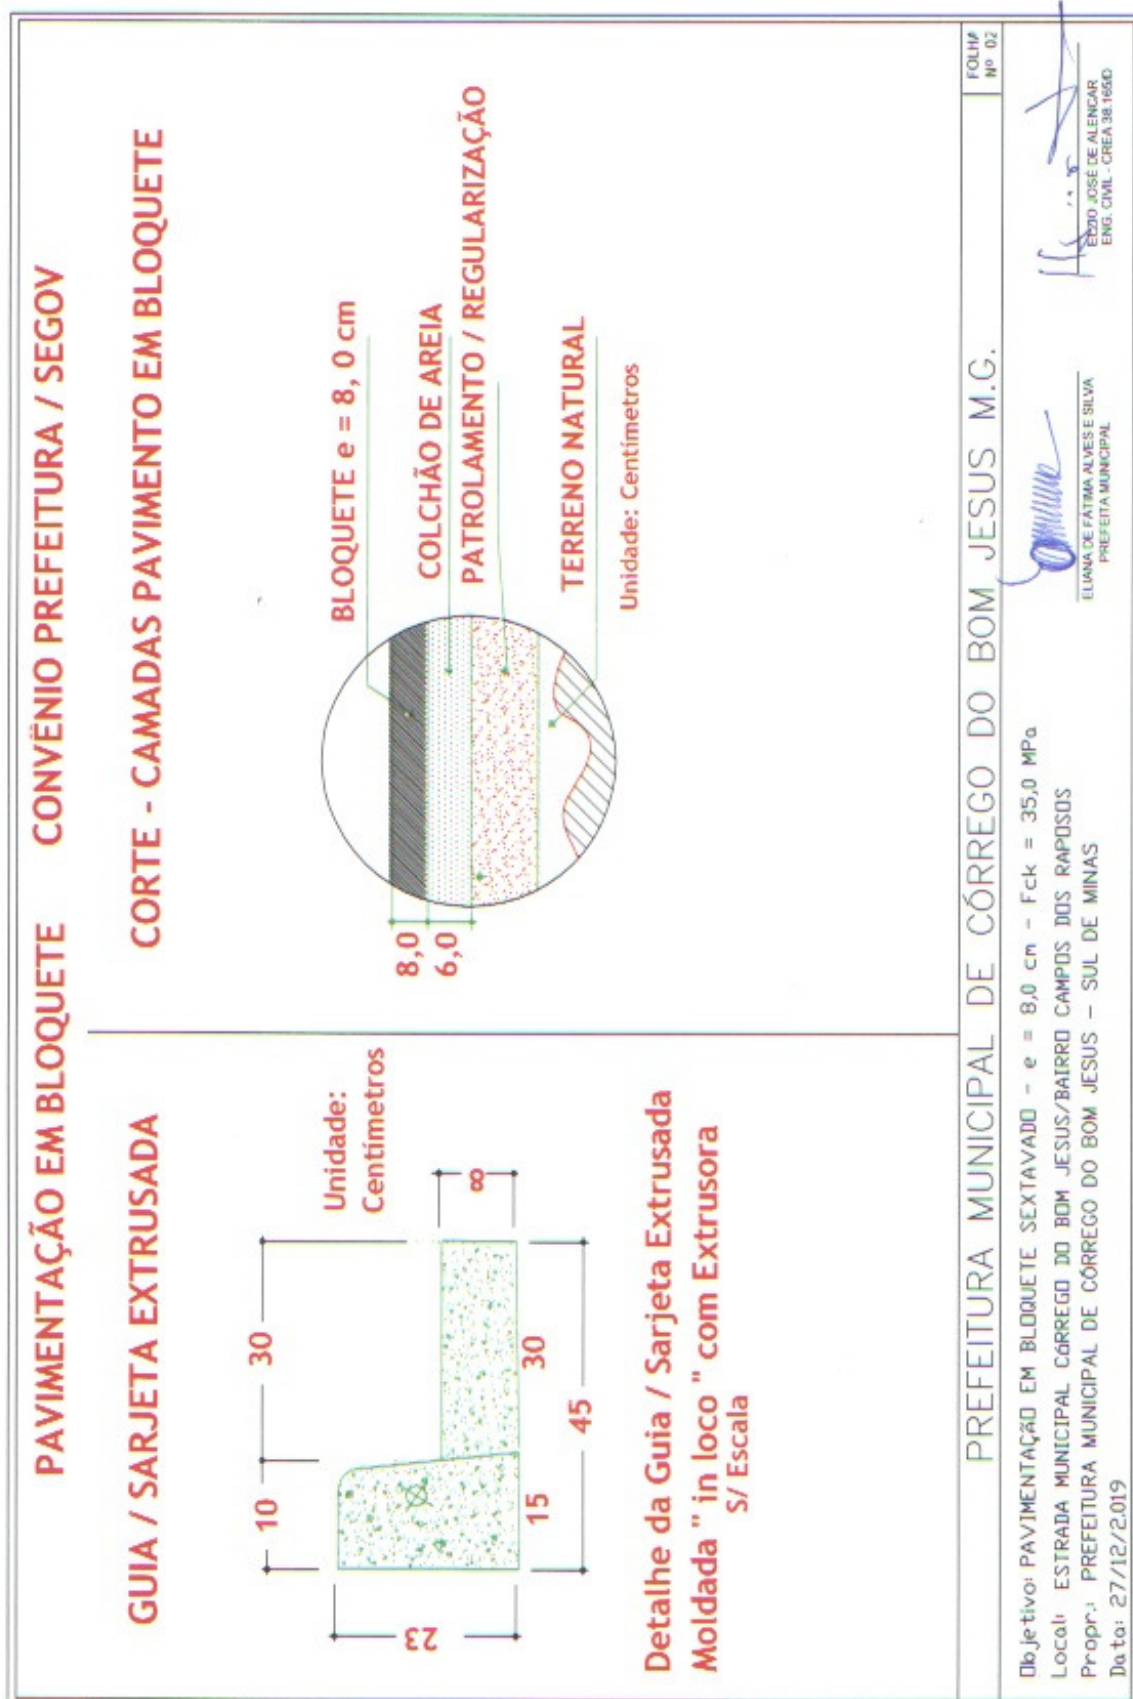 PAVIMENTAÇÃO EM BLOQUETE CONVÊNIO PREFEITURA / SEGOV
GUIA / SARJETA EXTRUSADA
Unidade:
Centímetros
10
30
23
8
15
30
45
Detalhe da Guia / Sarjeta Extrusada
Moldada " in loco " com Extrusora
S/ Escala
CORTE - CAMADAS PAVIMENTO EM BLOQUETE
8,0
6,0
BLOQUETE e = 8, 0 cm
COLCHÃO DE AREIA
PATROLAMENTO / REGULARIZAÇÃO
TERRENO NATURAL
Unidade: Centímetros
PREFEITURA MUNICIPAL DE CÓRREGO DO BOM JESUS M.G.
FOLHA
Nº 02
Objetivo: PAVIMENTAÇÃO EM BLOQUETE SEXTAVADO - e = 8,0 cm - Fck = 35,0 MPa
Local: ESTRADA MUNICIPAL CÓRREGO DO BOM JESUS/BAIRRO CAMPOS DOS RAPOSOS
Propr.: PREFEITURA MUNICIPAL DE CÓRREGO DO BOM JESUS - SUL DE MINAS
Data: 27/12/2.019
ELIANA DE FÁTIMA ALVES E SILVA
PREFEITA MUNICIPAL
JOSÉ DE ALENCAR
ENG. CIVIL - CREA 38.165/D